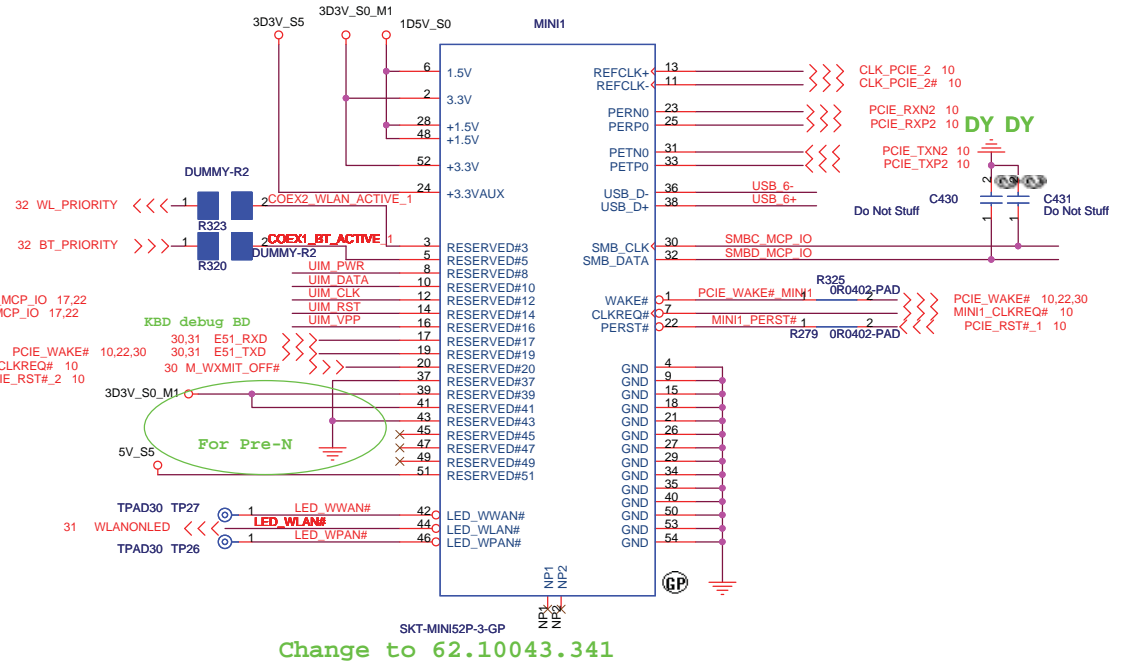 3D3V_S5
3D3V_S0_M1
1D5V_S0
MINI1
6 1.5V
2 3.3V
28 +1.5V
48 +1.5V
52 +3.3V
24 +3.3VAUX
DUMMY-R2
32 WL_PRIORITY
1 2 COEX2_WLAN_ACTIVE_1
R323
32 BT_PRIORITY
1 2 COEX1_BT_ACTIVE_1
R320
DUMMY-R2
3 RESERVED#3
5 RESERVED#5
UIM_PWR 8 RESERVED#8
UIM_DATA 10 RESERVED#10
UIM_CLK 12 RESERVED#12
UIM_RST 14 RESERVED#14
UIM_VPP 16 RESERVED#16
MCP_IO 17,22
MCP_IO 17,22
KBD debug BD
30,31 E51_RXD 17 RESERVED#17
30,31 E51_TXD 19 RESERVED#19
30 M_WXMIT_OFF# 20 RESERVED#20
PCIE_WAKE# 10,22,30
CLKREQ# 10
IE_RST#_2 10
37 RESERVED#37
3D3V_S0_M1 39 RESERVED#39
41 RESERVED#41
43 RESERVED#43
45 RESERVED#45
For Pre-N
47 RESERVED#47
49 RESERVED#49
5V_S5 51 RESERVED#51
TPAD30 TP27 1 LED_WWAN# 42 LED_WWAN#
31 WLANONLED LED_WLAN# 44 LED_WLAN#
TPAD30 TP26 1 LED_WPAN# 46 LED_WPAN#
REFCLK+ 13 CLK_PCIE_2 10
REFCLK- 11 CLK_PCIE_2# 10
PERN0 23 PCIE_RXN2 10
PERP0 25 PCIE_RXP2 10
DY DY
PETN0 31 PCIE_TXN2 10
PETP0 33 PCIE_TXP2 10
USB_D- 36 USB_6-
USB_D+ 38 USB_6+
2 2
C430
Do Not Stuff
C431
Do Not Stuff
1 1
SMB_CLK 30 SMBC_MCP_IO
SMB_DATA 32 SMBD_MCP_IO
R325
0R0402-PAD
WAKE# 1 PCIE_WAKE#_MINI1 1 2 PCIE_WAKE# 10,22,30
CLKREQ# 7 MINI1_CLKREQ# 10
PERST# 22 MINI1_PERST# 1 2 PCIE_RST#_1 10
R279 0R0402-PAD
GND 4
GND 9
GND 15
GND 18
GND 21
GND 26
GND 27
GND 29
GND 34
GND 35
GND 40
GND 50
GND 53
GND 54
NP1
NP2
GP
NP1
NP2
SKT-MINI52P-3-GP
Change to 62.10043.341